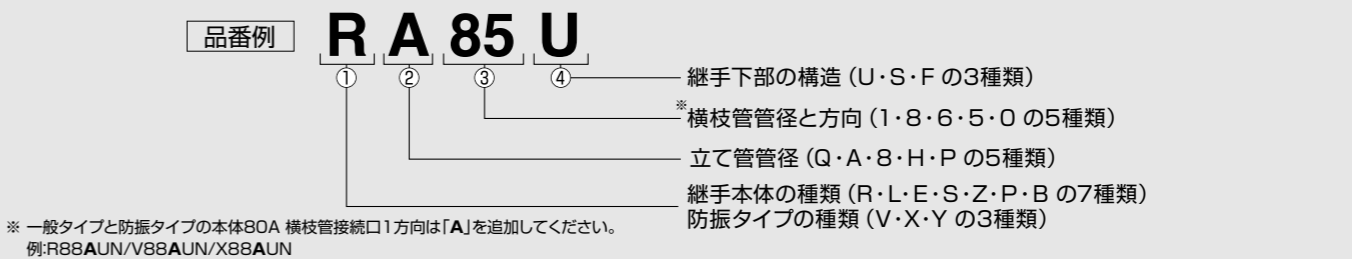 品番例 RA85U
① ② ③ ④
継手下部の構造（U・S・F の3種類）
※横枝管管径と方向（1・8・6・5・0 の5種類）
立て管管径（Q・A・8・H・P の5種類）
継手本体の種類（R・L・E・S・Z・P・B の7種類）
防振タイプの種類（V・X・Y の3種類）
※ 一般タイプと防振タイプの本体80A 横枝管接続口1方向は「A」を追加してください。
例:R88AUN/V88AUN/X88AUN